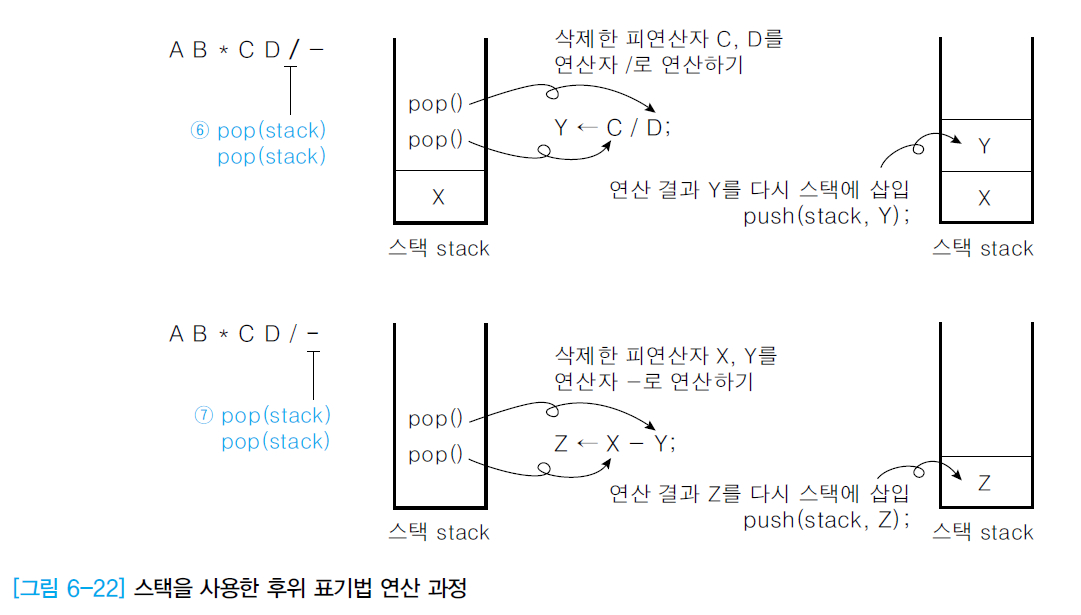 A B * C D / −
⑥ pop(stack)
pop(stack)
pop()
pop()
X
스택 stack
삭제한 피연산자 C, D를
연산자 /로 연산하기
Y ← C / D;
연산 결과 Y를 다시 스택에 삽입
push(stack, Y);
Y
X
스택 stack
A B * C D / −
⑦ pop(stack)
pop(stack)
pop()
pop()
스택 stack
삭제한 피연산자 X, Y를
연산자 −로 연산하기
Z ← X − Y;
연산 결과 Z를 다시 스택에 삽입
push(stack, Z);
Z
스택 stack
[그림 6-22] 스택을 사용한 후위 표기법 연산 과정